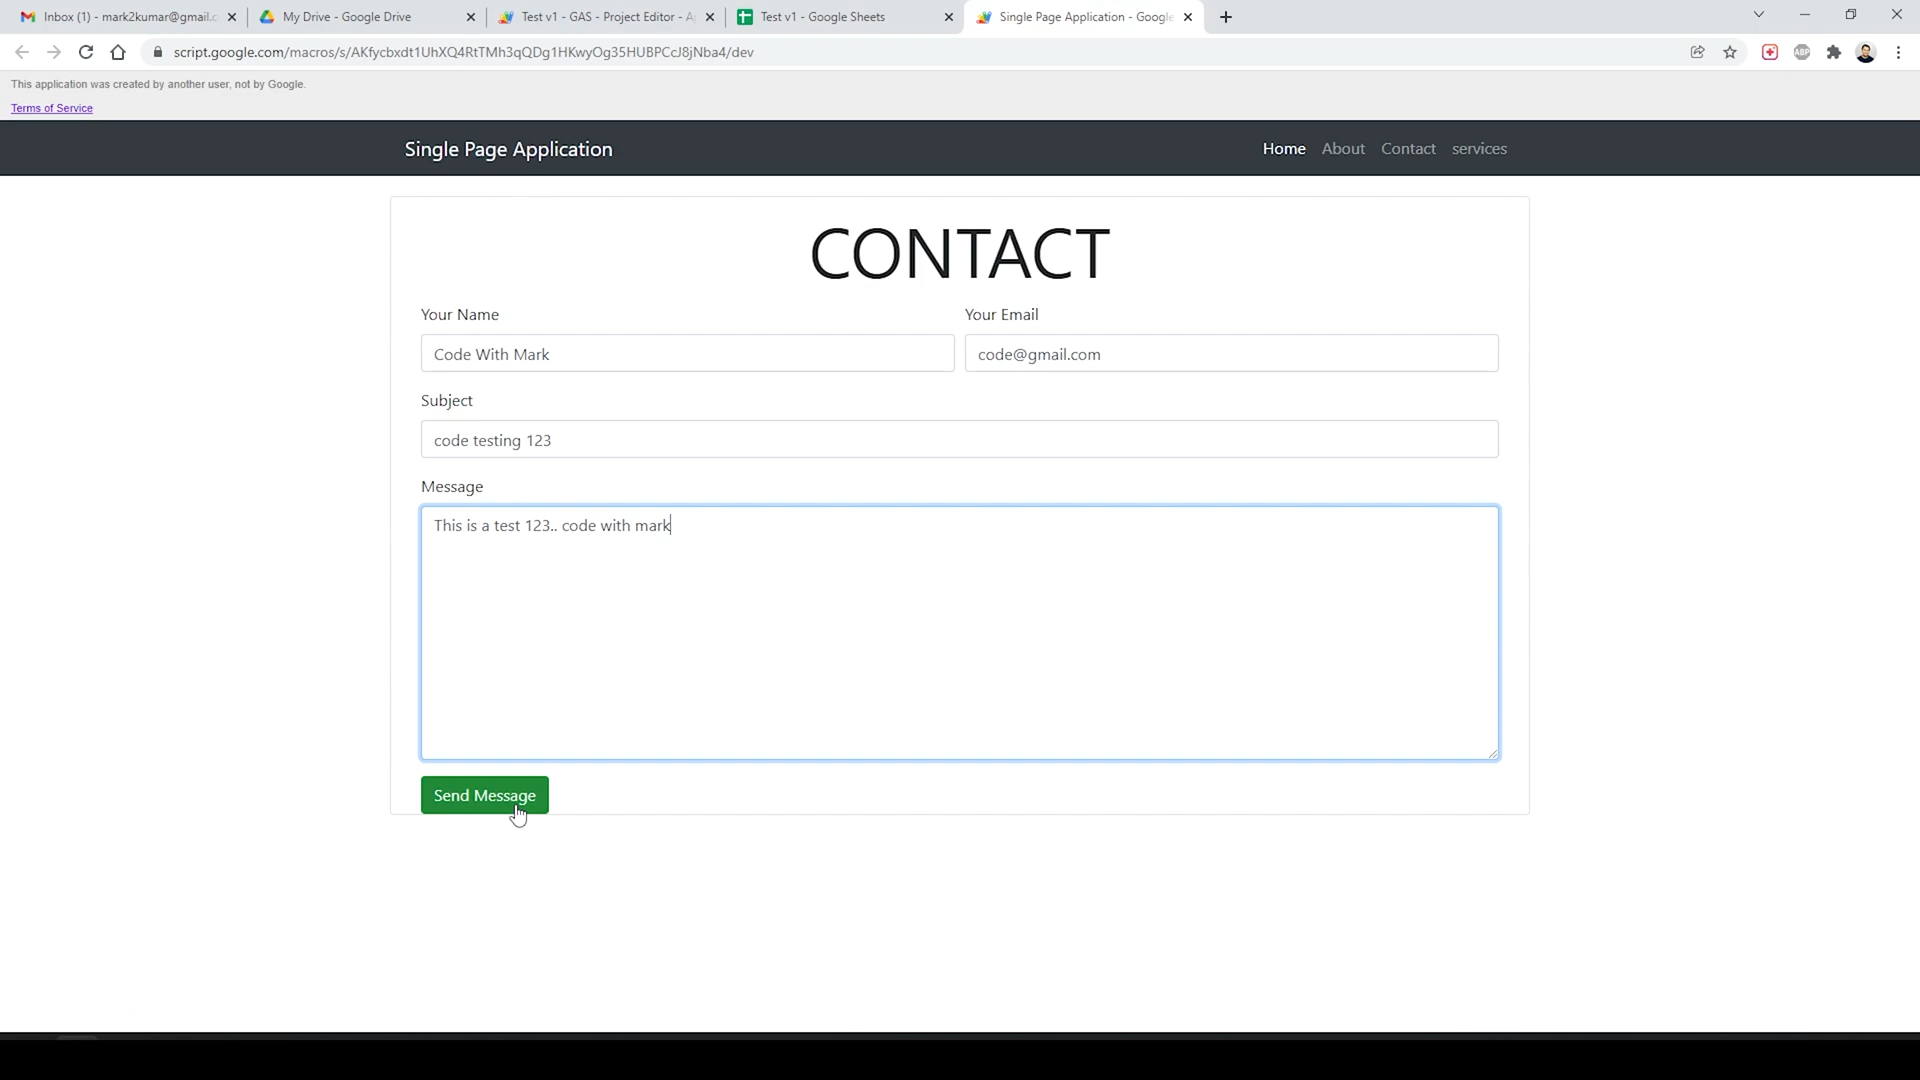 Inbox (1) - mark2kumar@gmail.c
My Drive - Google Drive
Test v1 - GAS - Project Editor - A
Test v1 - Google Sheets
Single Page Application - Google
script.google.com/macros/s/AKfycbxdt1UhXQ4RtTMh3qQDg1HKwyOg35HUBPCcJ8jNba4/dev
ABP
This application was created by another user, not by Google.
Terms of Service
Single Page Application
Home
About
Contact
services
CONTACT
Your Name
Your Email
Code With Mark
code@gmail.com
Subject
code testing 123
Message
This is a test 123.. code with mark
Send Message